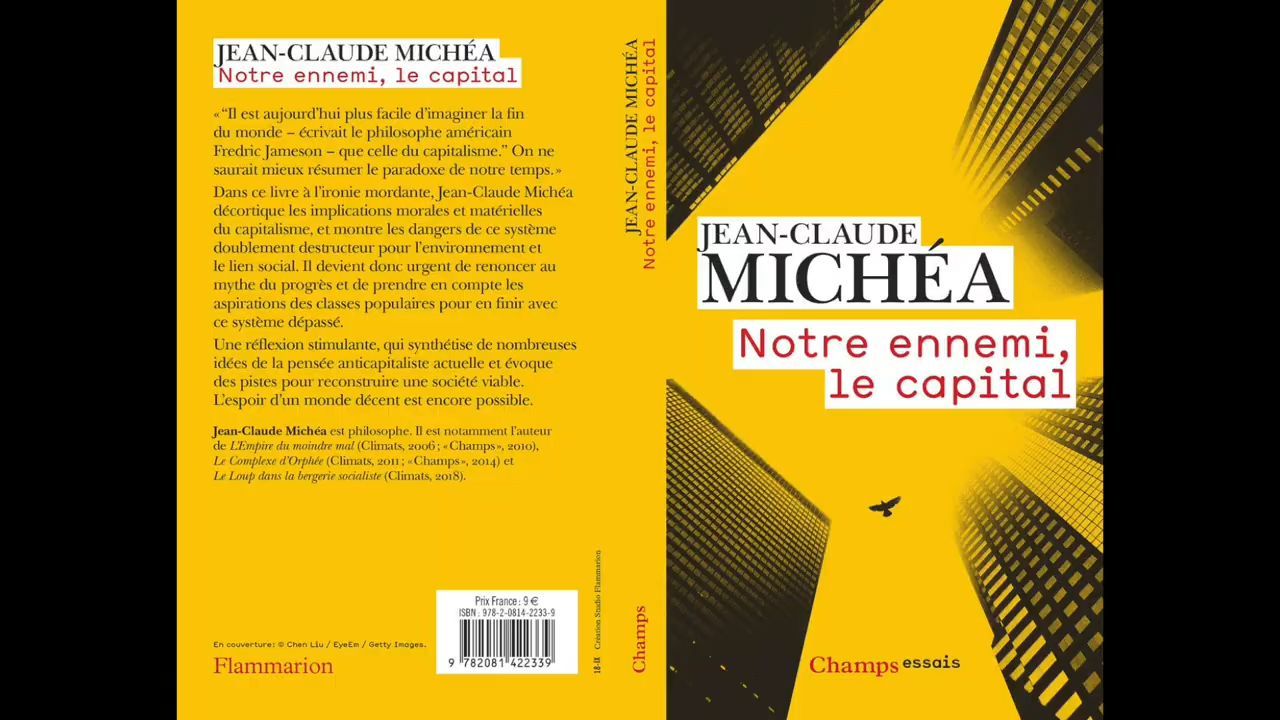 JEAN-CLAUDE MICHÉA
Notre ennemi, le capital
« “Il est aujourd’hui plus facile d’imaginer la fin
du monde – écrivait le philosophe américain
Fredric Jameson – que celle du capitalisme.” On ne
saurait mieux résumer le paradoxe de notre temps. »
Dans ce livre à l’ironie mordante, Jean-Claude Michéa
décortique les implications morales et matérielles
du capitalisme, et montre les dangers de ce système
doublement destructeur pour l’environnement et
le lien social. Il devient donc urgent de renoncer au
mythe du progrès et de prendre en compte les
aspirations des classes populaires pour en finir avec
ce système dépassé.
Une réflexion stimulante, qui synthétise de nombreuses
idées de la pensée anticapitaliste actuelle et évoque
des pistes pour reconstruire une société viable.
L’espoir d’un monde décent est encore possible.
Jean-Claude Michéa est philosophe. Il est notamment l’auteur
de L’Empire du moindre mal (Climats, 2006 ; « Champs », 2010),
Le Complexe d’Orphée (Climats, 2011 ; « Champs », 2014) et
Le Loup dans la bergerie socialiste (Climats, 2018).
En couverture: © Chen Liu / EyeEm / Getty Images.
Flammarion
Prix France : 9 €
ISBN : 978-2-0814-2233-9
9 782081 422339
18-IX Création Studio Flammarion
JEAN-CLAUDE MICHÉA
Notre ennemi, le capital
Champs
JEAN-CLAUDE
MICHÉA
Notre ennemi,
le capital
Champs essais